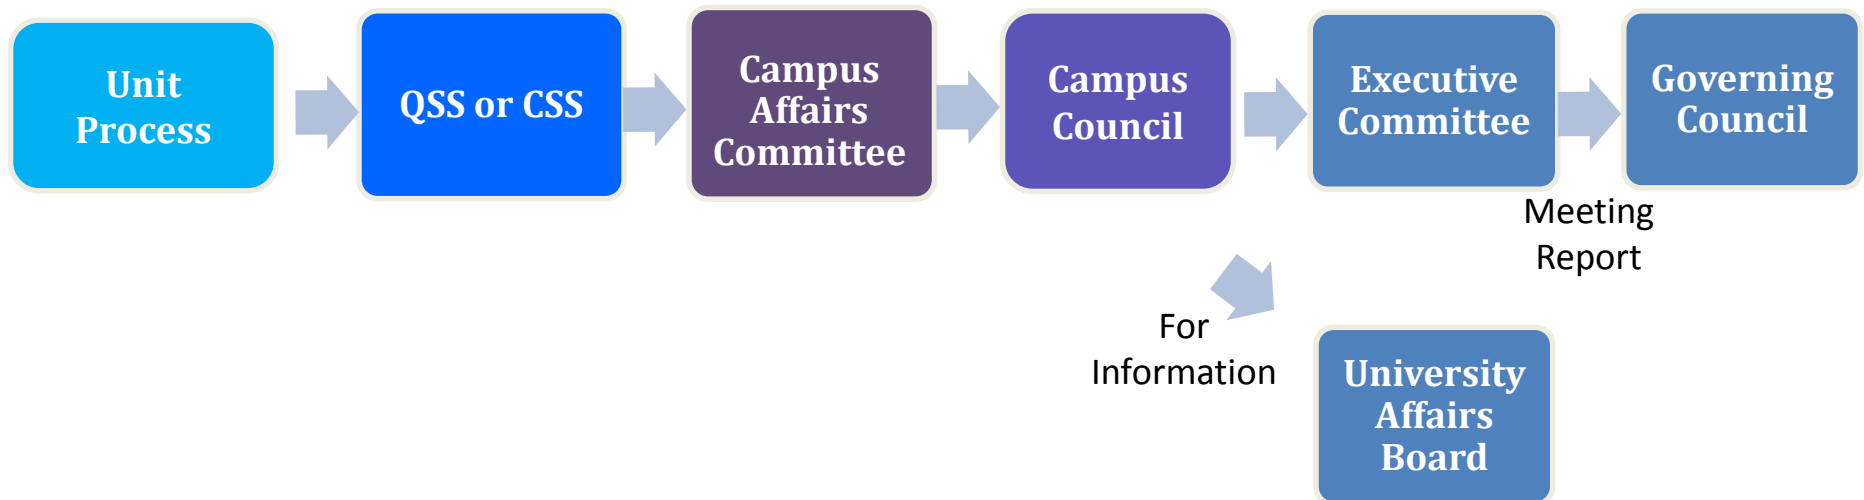 Unit
Process
QSS or CSS
Campus
Affairs
Committee
Campus
Council
Executive
Committee
Governing
Council
Meeting
Report
For
Information
University
Affairs
Board